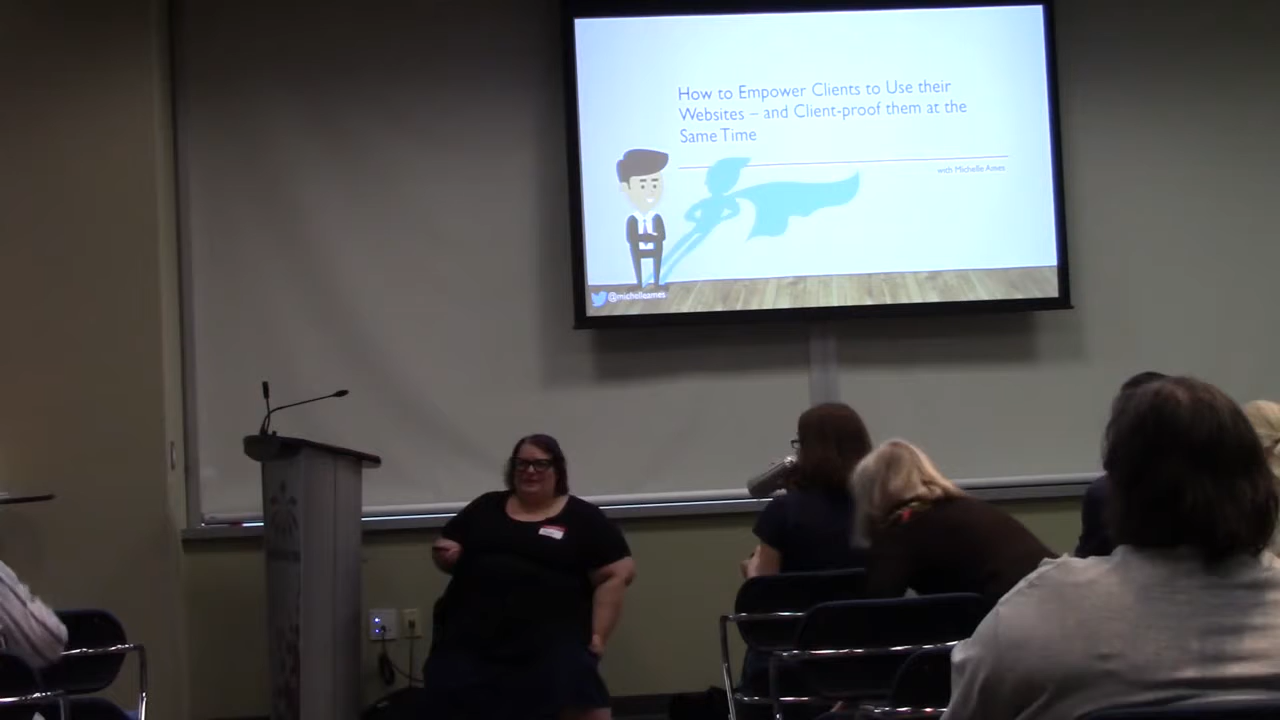 How to Empower Clients to Use their
Websites – and Client-proof them at the
Same Time
with Michelle Ames
@michelleames